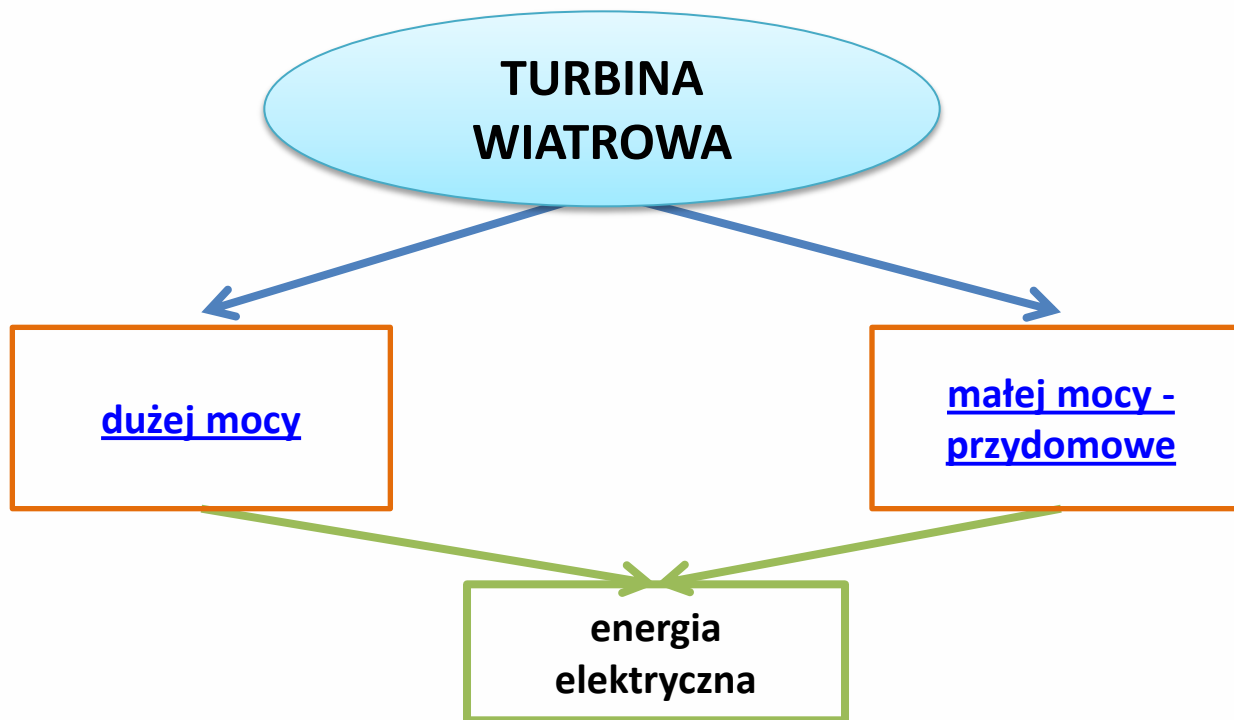 TURBINA
WIATROWA
dużej mocy
małej mocy -
przydomowe
energia
elektryczna